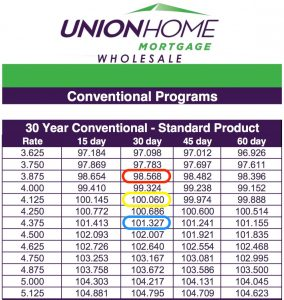 UNIONHOME
MORTGAGE
WHOLESALE
Conventional Programs
30 Year Conventional - Standard Product
Rate 15 day 30 day 45 day 60 day
3.625 97.184 97.098 97.012 96.926
3.750 97.869 97.783 97.697 97.611
3.875 98.654 98.568 98.482 98.396
4.000 99.410 99.324 99.238 99.152
4.125 100.145 100.060 99.974 99.888
4.250 100.772 100.686 100.600 100.514
4.375 101.413 101.327 101.241 101.155
4.500 102.093 102.007 101.921 101.835
4.625 102.726 102.640 102.554 102.468
4.750 103.253 103.167 103.081 102.995
4.875 103.758 103.672 103.586 103.500
5.000 104.303 104.217 104.131 104.045
5.125 104.881 104.795 104.709 104.623